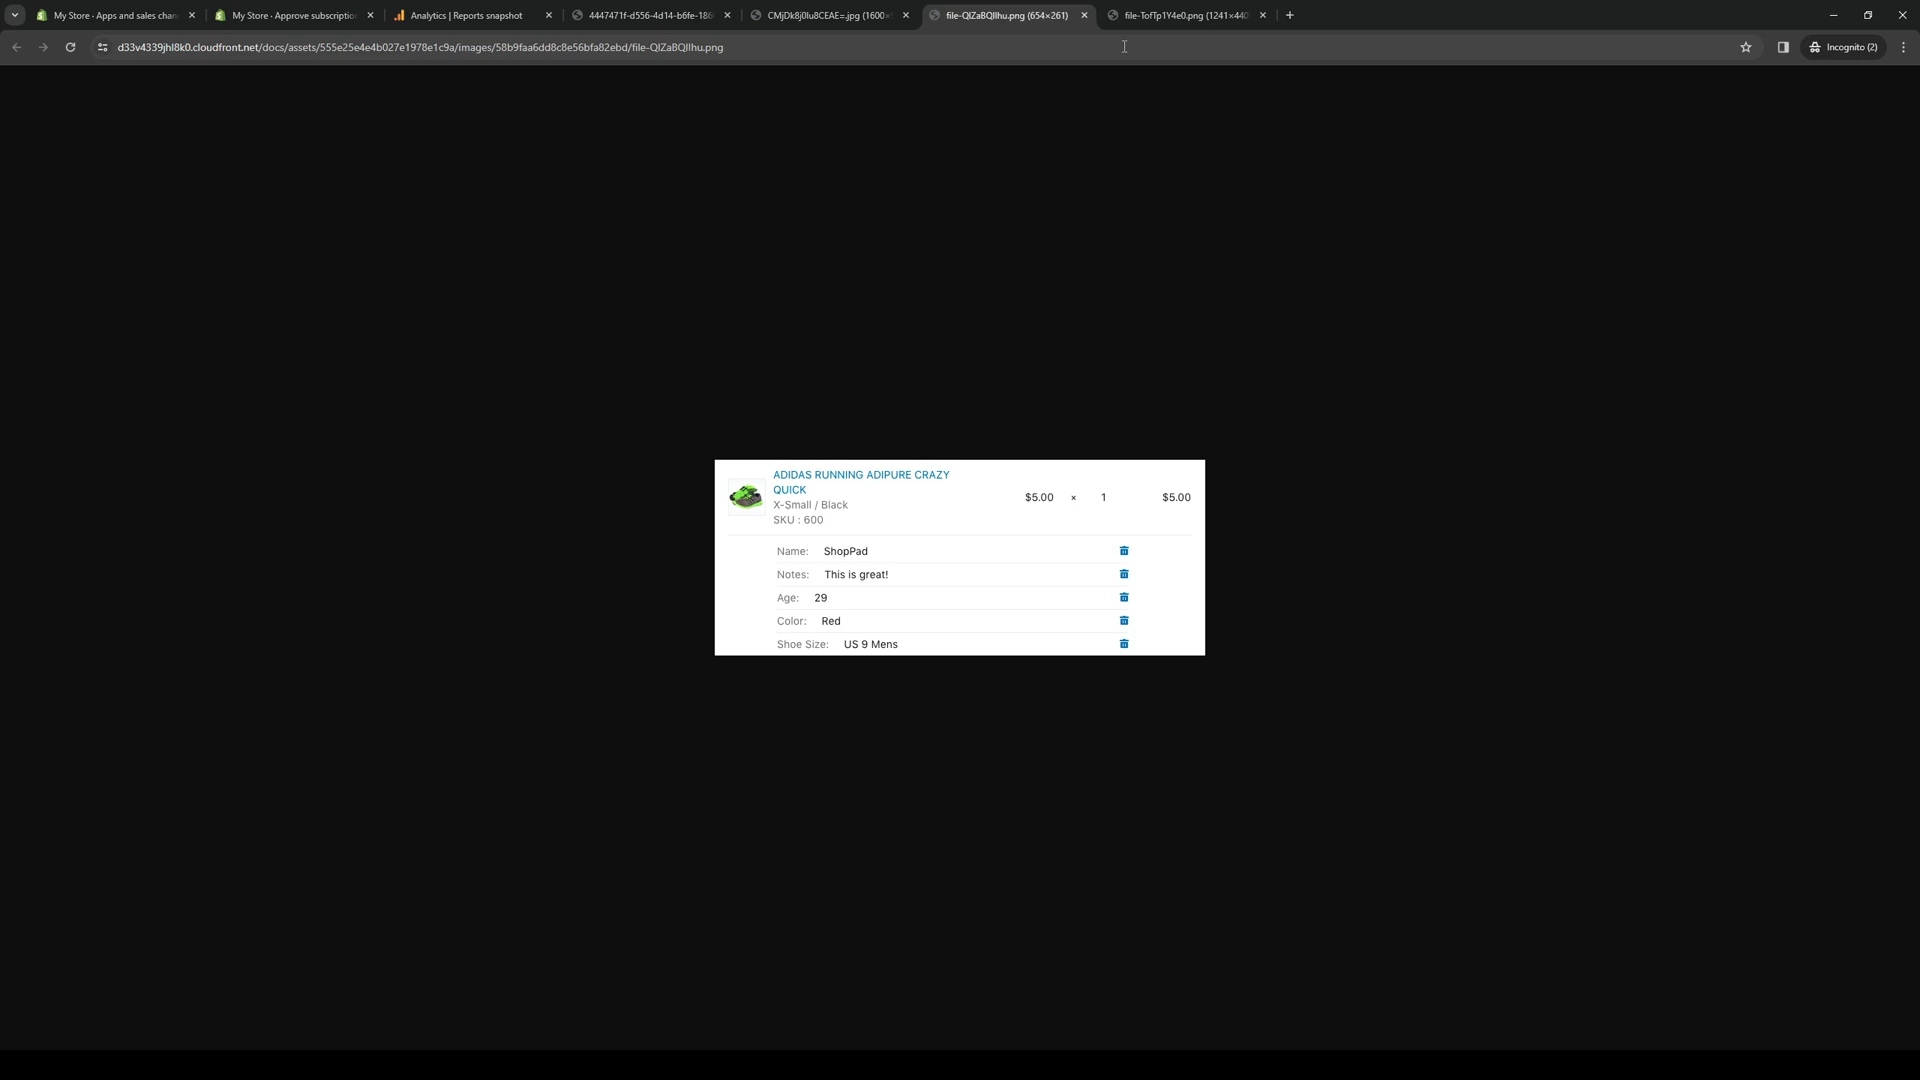 My Store · Apps and sales chan
My Store · Approve subscription
Analytics | Reports snapshot
4447471f-d556-4d14-b6fe-186
CMjDk8j0lu8CEAE=.jpg (1600×
file-QIZaBQIlhu.png (654×261)
file-TofTp1Y4e0.png (1241×440
d33v4339jhl8k0.cloudfront.net/docs/assets/555e25e4e4b027e1978e1c9a/images/58b9faa6dd8c8e56bfa82ebd/file-QIZaBQIlhu.png
Incognito (2)
ADIDAS RUNNING ADIPURE CRAZY
QUICK
X-Small / Black
SKU : 600
$5.00 × 1 $5.00
Name: ShopPad
Notes: This is great!
Age: 29
Color: Red
Shoe Size: US 9 Mens